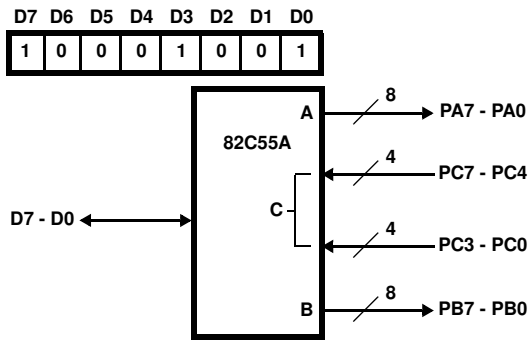 D7 D6 D5 D4 D3 D2 D1 D0
1 0 0 0 1 0 0 1
A
8
PA7 - PA0
82C55A
4
PC7 - PC4
C
D7 - D0
4
PC3 - PC0
B
8
PB7 - PB0